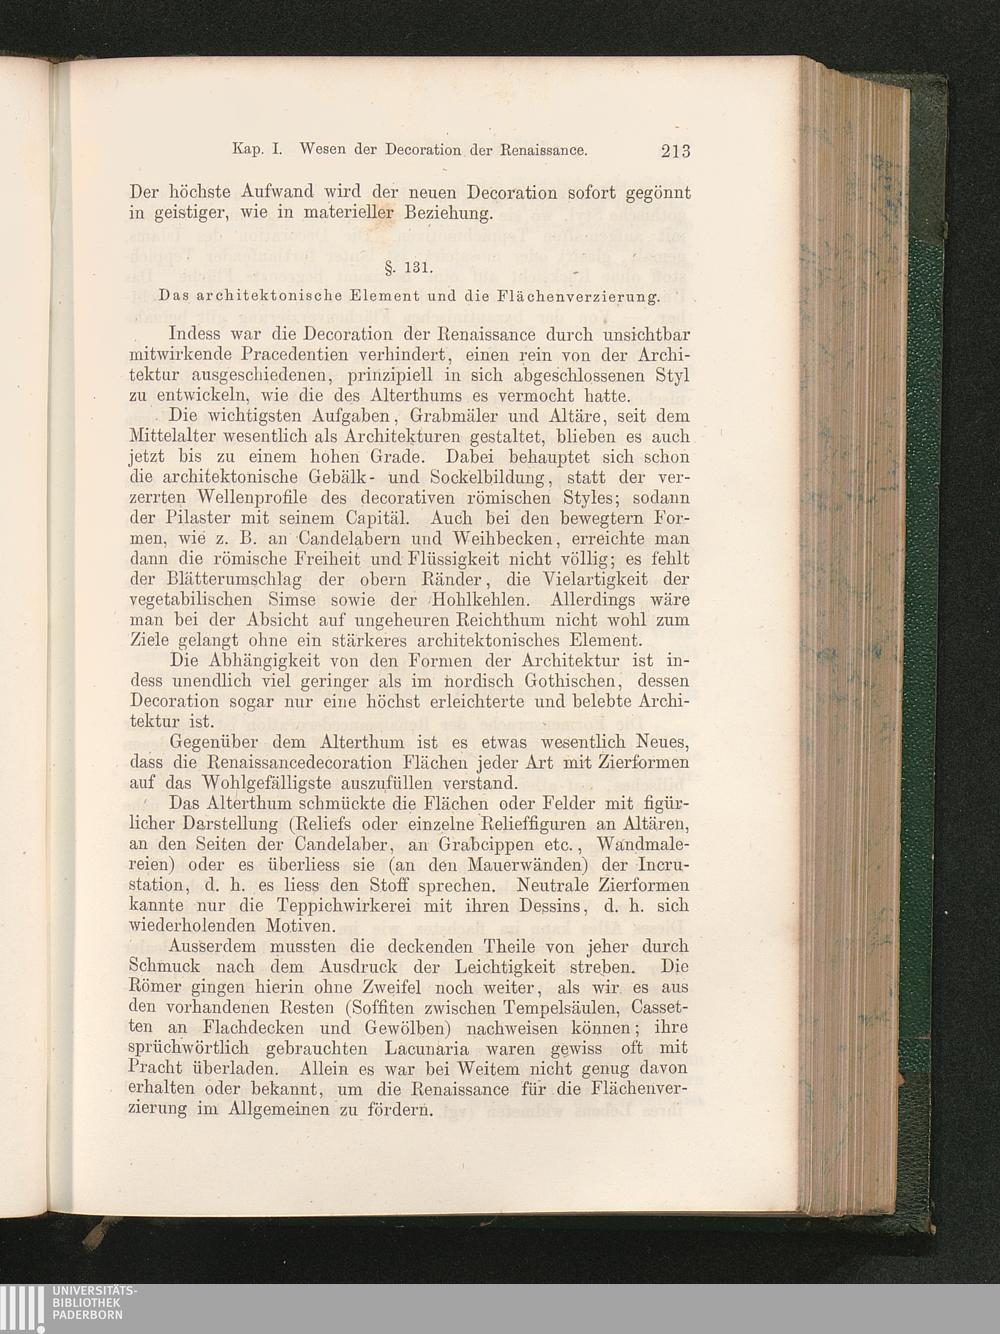 Kap. I. Wesen der Decoration der Renaissance. 213
Der höchste Aufwand wird der neuen Decoration sofort gegönnt
in geistiger, wie in materieller Beziehung.
§. 131.
Das architektonische Element und die Flächenverzierung.
Indess war die Decoration der Renaissance durch unsichtbar
mitwirkende Pracedentien verhindert, einen rein von der Archi-
tektur ausgeschiedenen, prinzipiell in sich abgeschlossenen Styl
zu entwickeln, wie die des Alterthums es vermocht hatte.
Die wichtigsten Aufgaben, Grabmäler und Altäre, seit dem
Mittelalter wesentlich als Architekturen gestaltet, blieben es auch
jetzt bis zu einem hohen Grade. Dabei behauptet sich schon
die architektonische Gebälk- und Sockelbildung, statt der ver-
zerrten Wellenprofile des decorativen römischen Styles; sodann
der Pilaster mit seinem Capitäl. Auch bei den bewegtern For-
men, wie z. B. an Candelabern und Weihbecken, erreichte man
dann die römische Freiheit und Flüssigkeit nicht völlig; es fehlt
der Blätterumschlag der obern Ränder, die Vielartigkeit der
vegetabilischen Simse sowie der Hohlkehlen. Allerdings wäre
man bei der Absicht auf ungeheuren Reichthum nicht wohl zum
Ziele gelangt ohne ein stärkeres architektonisches Element.
Die Abhängigkeit von den Formen der Architektur ist in-
dess unendlich viel geringer als im nordisch Gothischen, dessen
Decoration sogar nur eine höchst erleichterte und belebte Archi-
tektur ist.
Gegenüber dem Alterthum ist es etwas wesentlich Neues,
dass die Renaissancedecoration Flächen jeder Art mit Zierformen
auf das Wohlgefälligste auszufüllen verstand.
Das Alterthum schmückte die Flächen oder Felder mit figür-
licher Darstellung (Reliefs oder einzelne Relieffiguren an Altären,
an den Seiten der Candelaber, an Grabcippen etc., Wandmale-
reien) oder es überliess sie (an den Mauerwänden) der Incru-
station, d. h. es liess den Stoff sprechen. Neutrale Zierformen
kannte nur die Teppichwirkerei mit ihren Dessins, d. h. sich
wiederholenden Motiven.
Ausserdem mussten die deckenden Theile von jeher durch
Schmuck nach dem Ausdruck der Leichtigkeit streben. Die
Römer gingen hierin ohne Zweifel noch weiter, als wir es aus
den vorhandenen Resten (Soffiten zwischen Tempelsäulen, Casset-
ten an Flachdecken und Gewölben) nachweisen können; ihre
sprüchwörtlich gebrauchten Lacunaria waren gewiss oft mit
Pracht überladen. Allein es war bei Weitem nicht genug davon
erhalten oder bekannt, um die Renaissance für die Flächenver-
zierung im Allgemeinen zu fördern.
UNIVERSITÄTS-
BIBLIOTHEK
PADERBORN